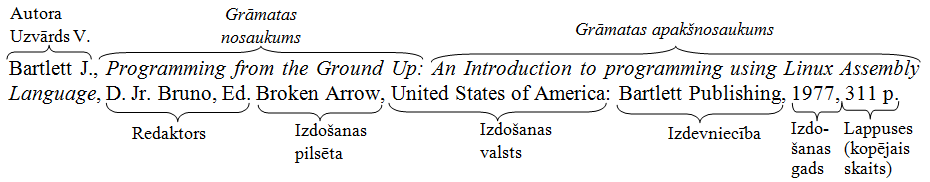 Autora
Uzvārds V.
Grāmatas
nosaukums
Grāmatas apakšnosaukums
Bartlett J., Programming from the Ground Up: An Introduction to programming using Linux Assembly
Language, D. Jr. Bruno, Ed. Broken Arrow, United States of America: Bartlett Publishing, 1977, 311 p.
Redaktors
Izdošanas
pilsēta
Izdošanas
valsts
Izdevniecība
Izdo-
šanas
gads
Lappuses
(kopējais
skaits)